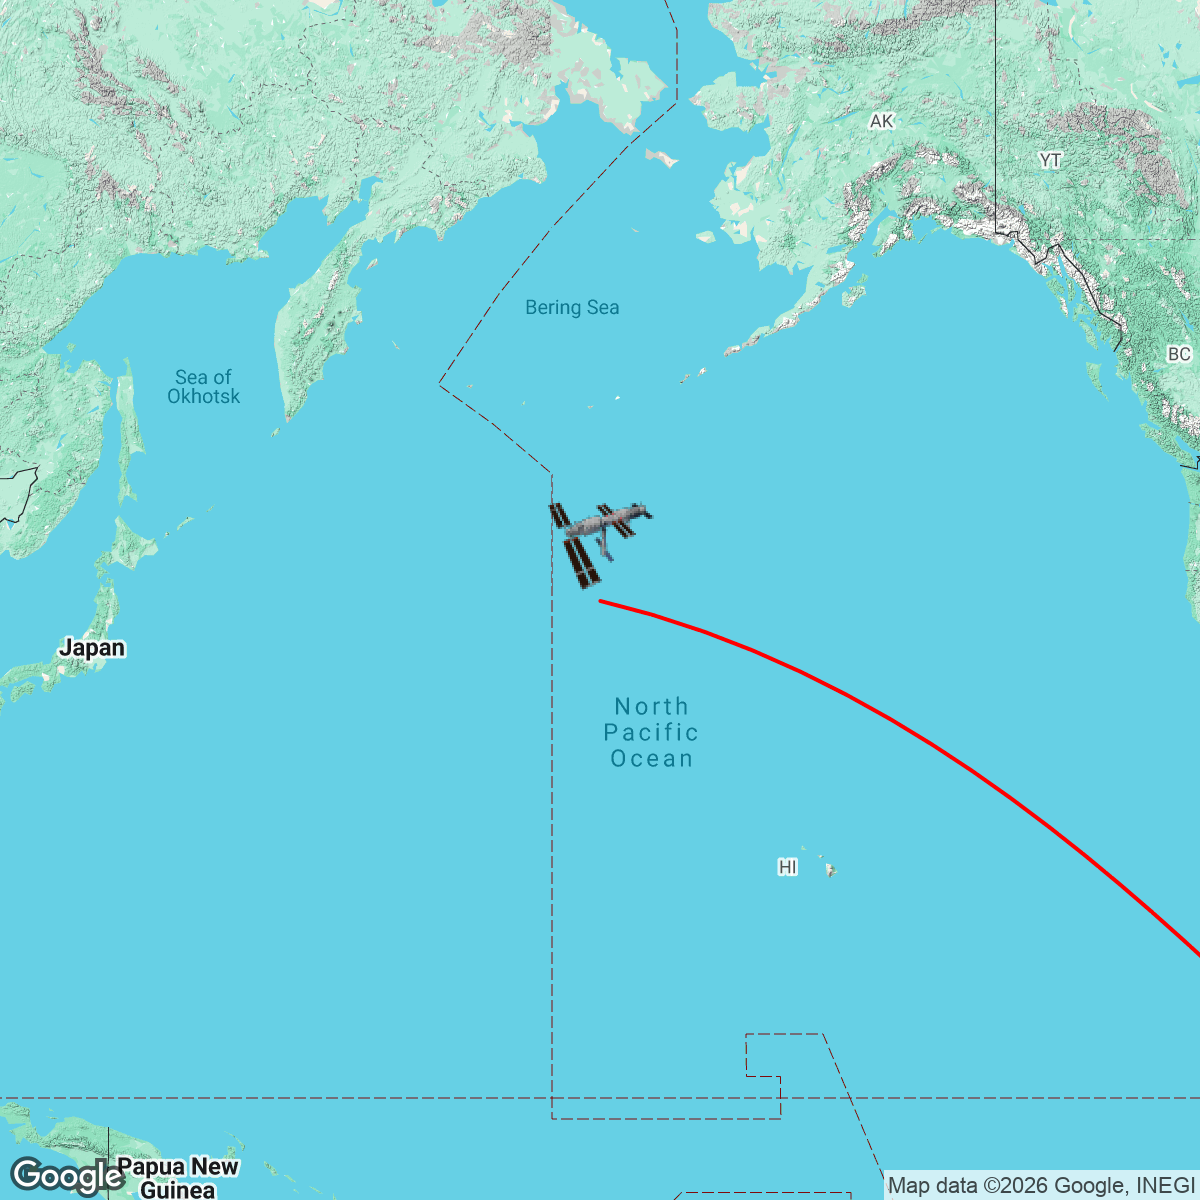 AK
YT
Bering Sea
BC
Sea of
Okhotsk
Japan
North
Pacific
Ocean
HI
Papua New
Guinea
Google
Map data ©2026 Google, INEGI